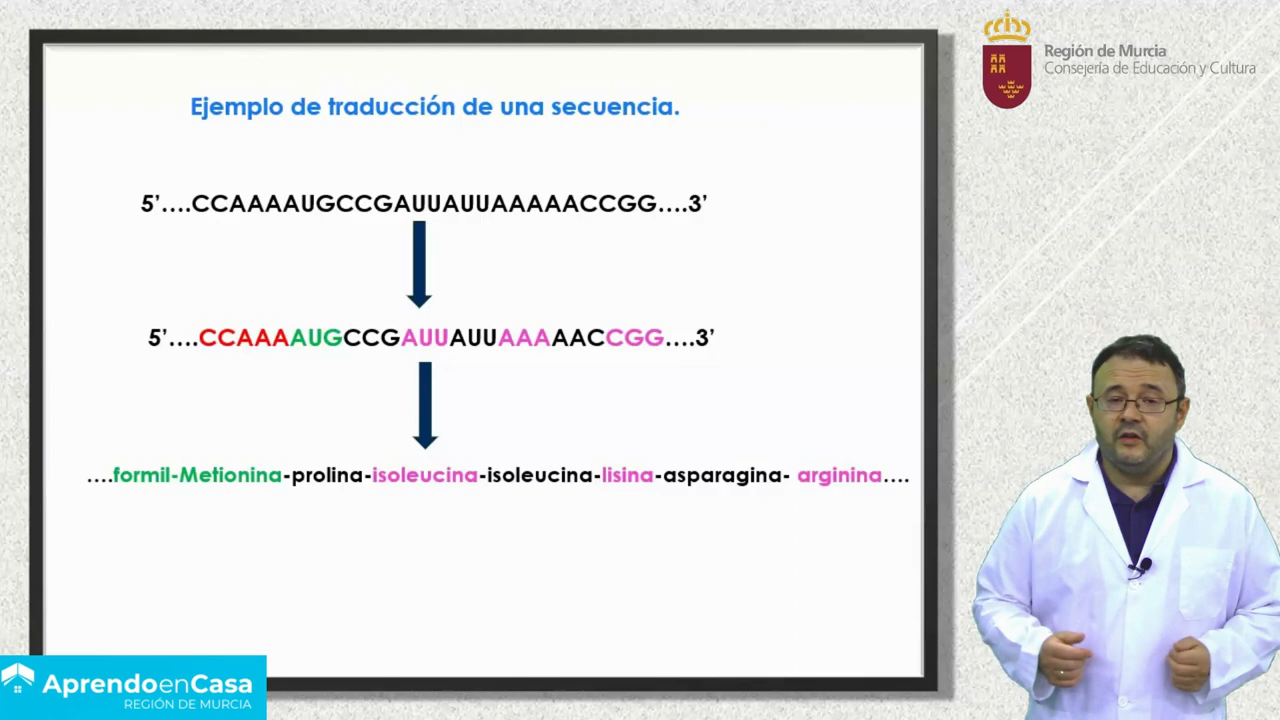 Región de Murcia
Consejería de Educación y Cultura
Ejemplo de traducción de una secuencia.
5’….CCAAAAUGCCGAUUAUUAAAAACCGG….3’
5’….CCAAAAUGCCGAUUAUUAAAAACCGG….3’
….formil-Metionina-prolina-isoleucina-isoleucina-lisina-asparagina- arginina….
AprendoenCasa
REGIÓN DE MURCIA